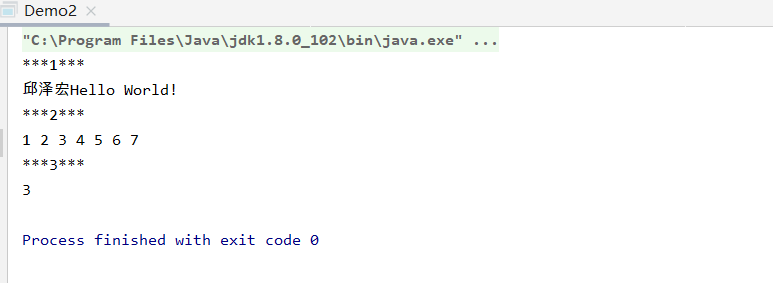 Demo2
"C:\Program Files\Java\jdk1.8.0_102\bin\java.exe" ...
***1***
邱泽宏Hello World!
***2***
1 2 3 4 5 6 7
***3***
3
Process finished with exit code 0